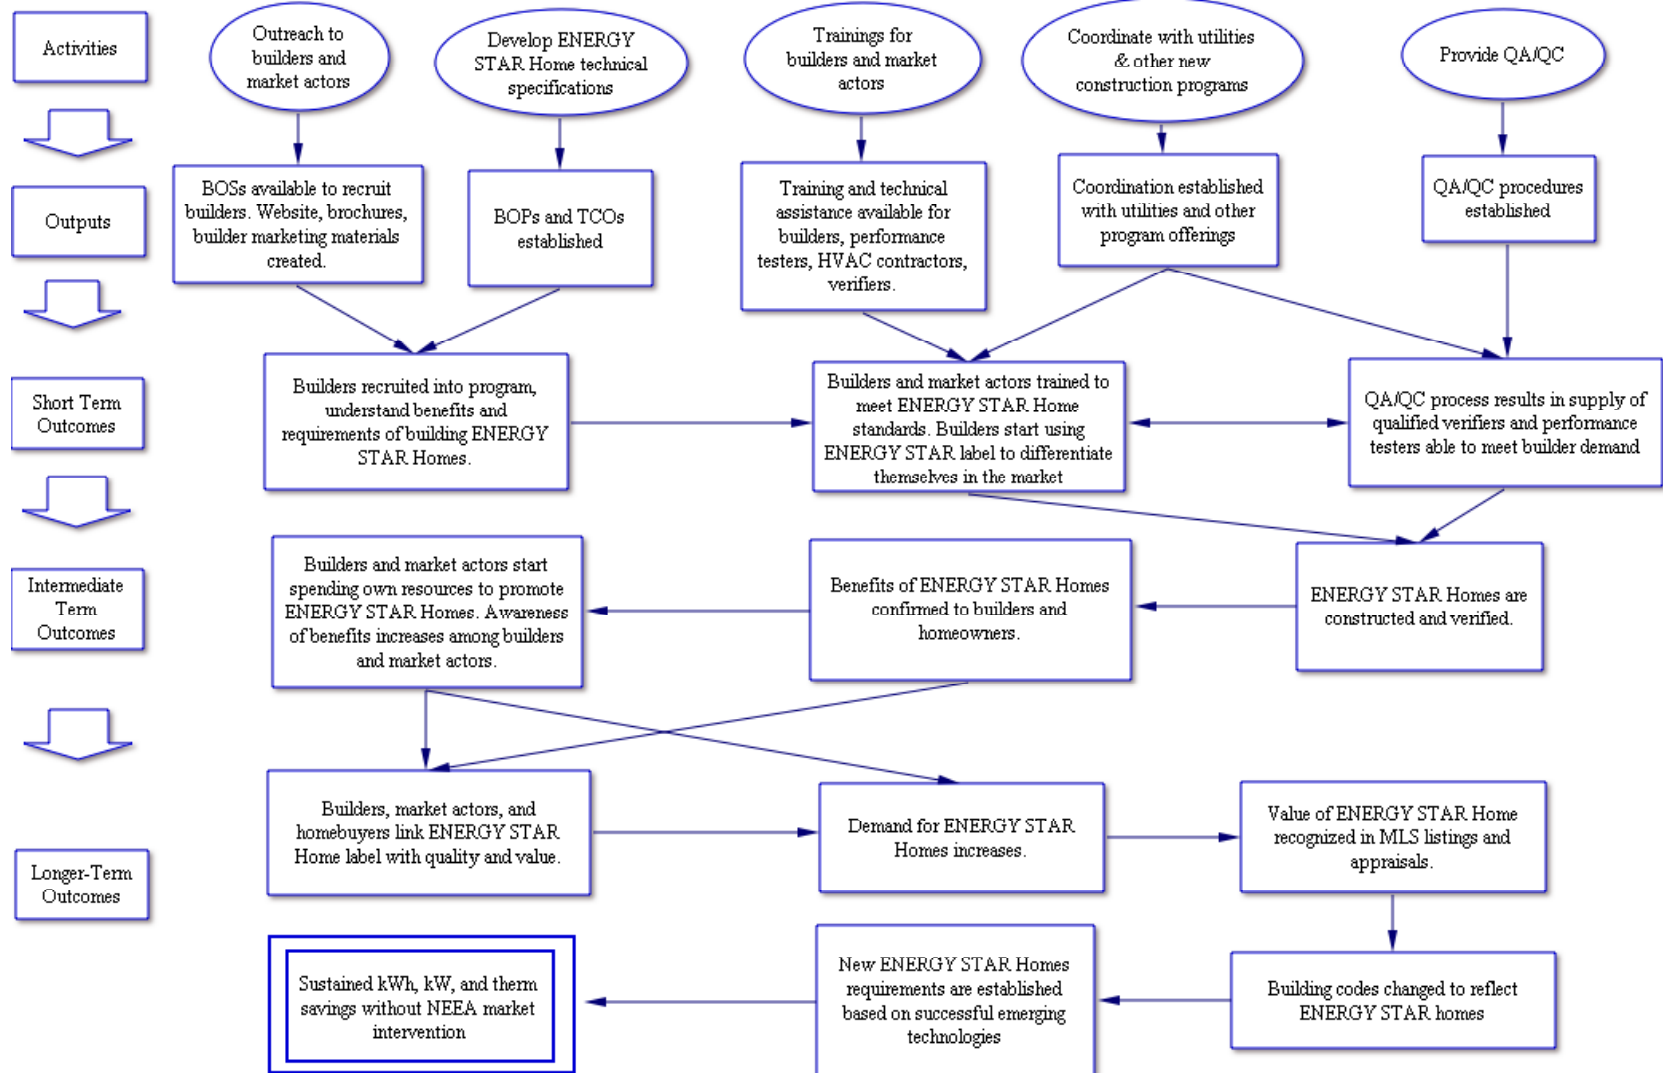 Activities
Outreach to
builders and
market actors
Develop ENERGY
STAR Home technical
specifications
Trainings for
builders and market
actors
Coordinate with utilities
& other new
construction programs
Provide QA/QC
Outputs
BOSs available to recruit
builders. Website, brochures,
builder marketing materials
created.
BOPs and TCOs
established
Training and technical
assistance available for
builders, performance
testers, HVAC contractors,
verifiers.
Coordination established
with utilities and other
program offerings
QA/QC procedures
established
Short Term
Outcomes
Builders recruited into program,
understand benefits and
requirements of building ENERGY
STAR Homes.
Builders and market actors trained to
meet ENERGY STAR Home
standards. Builders start using
ENERGY STAR label to differentiate
themselves in the market
QA/QC process results in supply of
qualified verifiers and performance
testers able to meet builder demand
Intermediate
Term
Outcomes
Builders and market actors start
spending own resources to promote
ENERGY STAR Homes. Awareness
of benefits increases among builders
and market actors.
Benefits of ENERGY STAR Homes
confirmed to builders and
homeowners.
ENERGY STAR Homes are
constructed and verified.
Longer-Term
Outcomes
Builders, market actors, and
homebuyers link ENERGY STAR
Home label with quality and value.
Demand for ENERGY STAR
Homes increases.
Value of ENERGY STAR Home
recognized in MLS listings and
appraisals.
Sustained kWh, kW, and therm
savings without NEEA market
intervention
New ENERGY STAR Homes
requirements are established
based on successful emerging
technologies
Building codes changed to reflect
ENERGY STAR homes